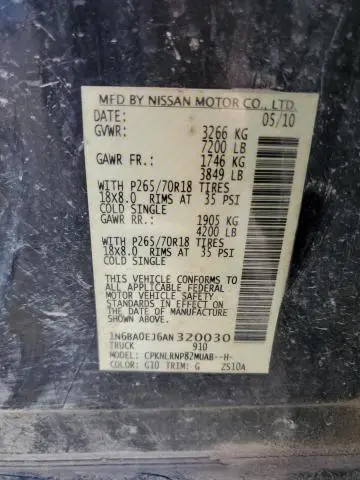 MFD BY NISSAN MOTOR CO., LTD.
DATE: 05/10
GVWR: 3266 KG
7200 LB
GAWR FR.: 1746 KG
3849 LB
WITH P265/70R18 TIRES
18x8.0 RIMS AT 35 PSI
COLD SINGLE
GAWR RR.: 1905 KG
4200 LB
WITH P265/70R18 TIRES
18x8.0 RIMS AT 35 PSI
COLD SINGLE
THIS VEHICLE CONFORMS TO
ALL APPLICABLE FEDERAL
MOTOR VEHICLE SAFETY
STANDARDS IN EFFECT ON
THE DATE OF MANUFACTURE
SHOWN ABOVE.
1N6BA0EJ6AN320030
TRUCK 910
MODEL: CPKNLRNP82MUAB--H-
COLOR: G10 TRIM: G 2S10A